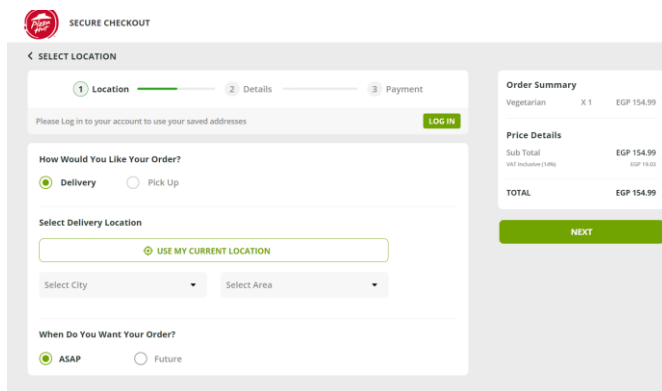 Pizza Hut
SECURE CHECKOUT
SELECT LOCATION
1 Location 2 Details 3 Payment
Please Log in to your account to use your saved addresses LOG IN
How Would You Like Your Order?
Delivery Pick Up
Select Delivery Location
USE MY CURRENT LOCATION
Select City Select Area
When Do You Want Your Order?
ASAP Future
Order Summary
Vegetarian X 1 EGP 154.99
Price Details
Sub Total EGP 154.99
VAT Inclusive (14%) EGP 19.03
TOTAL EGP 154.99
NEXT